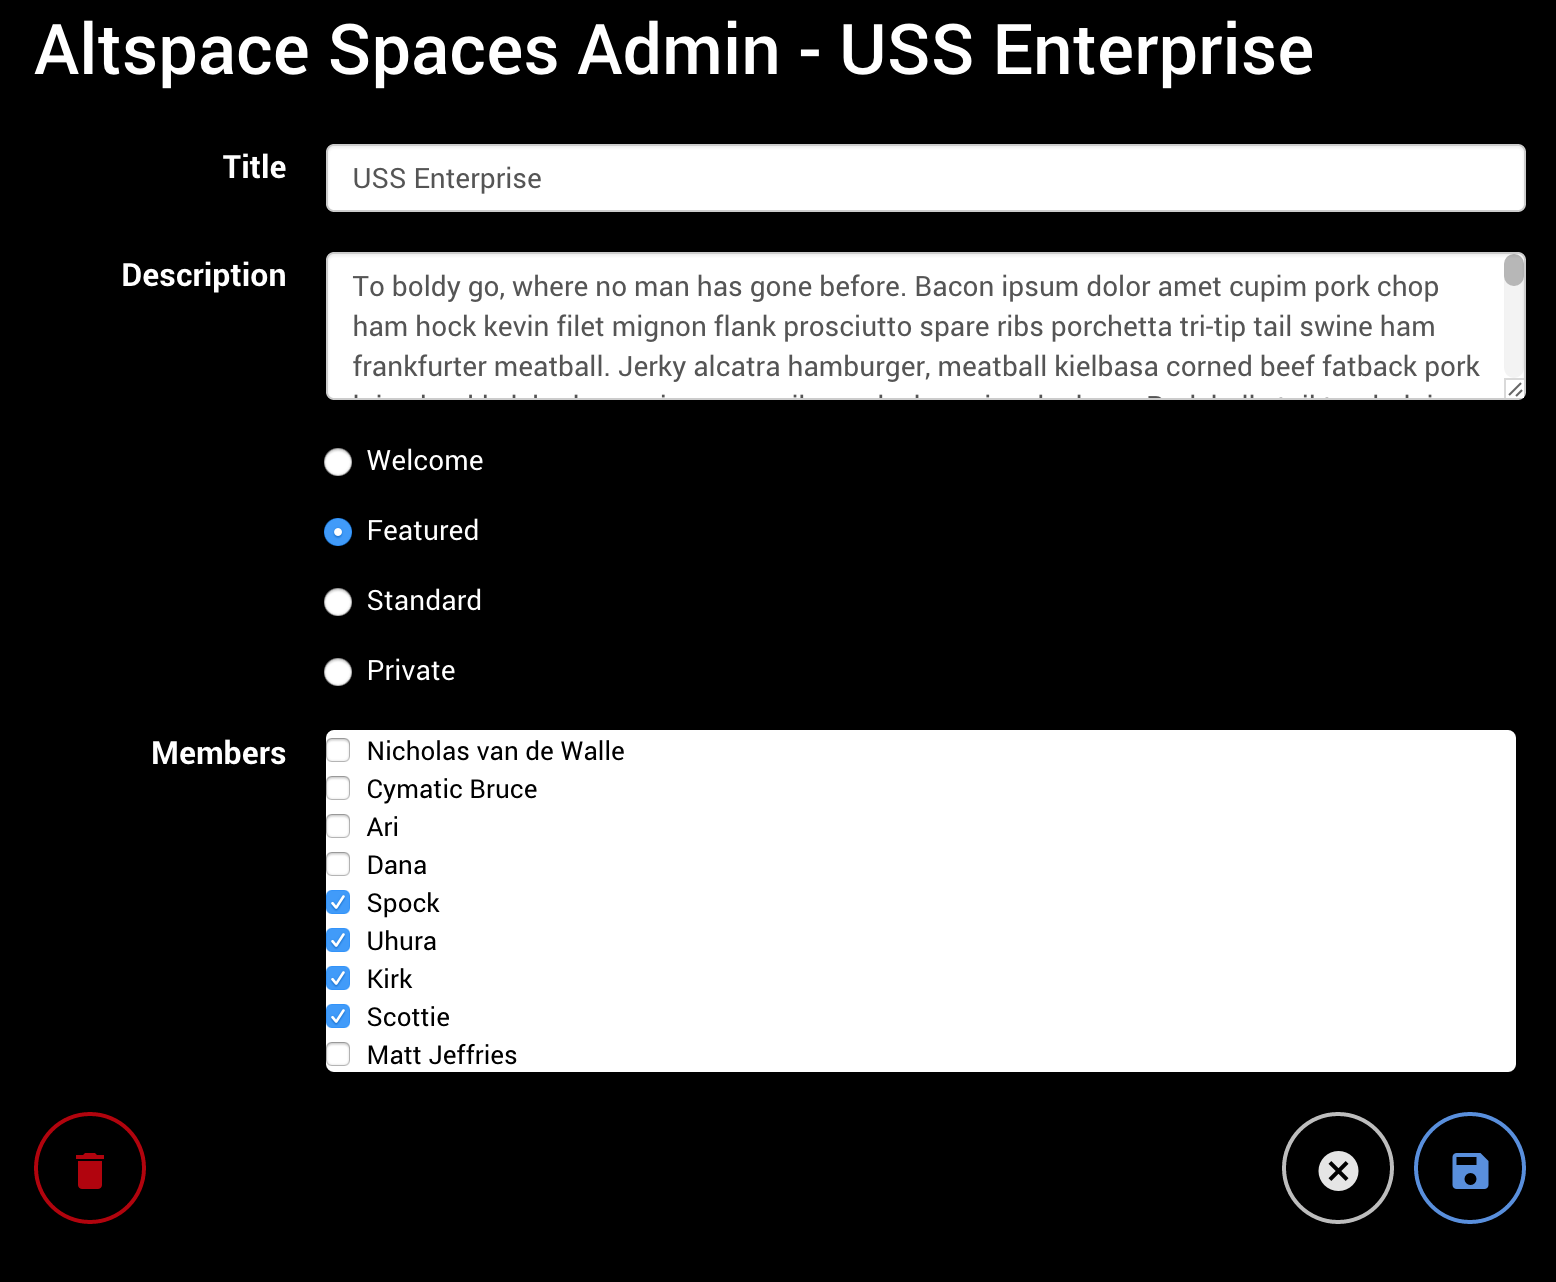 Altspace Spaces Admin - USS Enterprise
Title
USS Enterprise
Description
To boldy go, where no man has gone before. Bacon ipsum dolor amet cupim pork chop
ham hock kevin filet mignon flank prosciutto spare ribs porchetta tri-tip tail swine ham
frankfurter meatball. Jerky alcatra hamburger, meatball kielbasa corned beef fatback pork
Welcome
Featured
Standard
Private
Members
Nicholas van de Walle
Cymatic Bruce
Ari
Dana
Spock
Uhura
Kirk
Scottie
Matt Jeffries